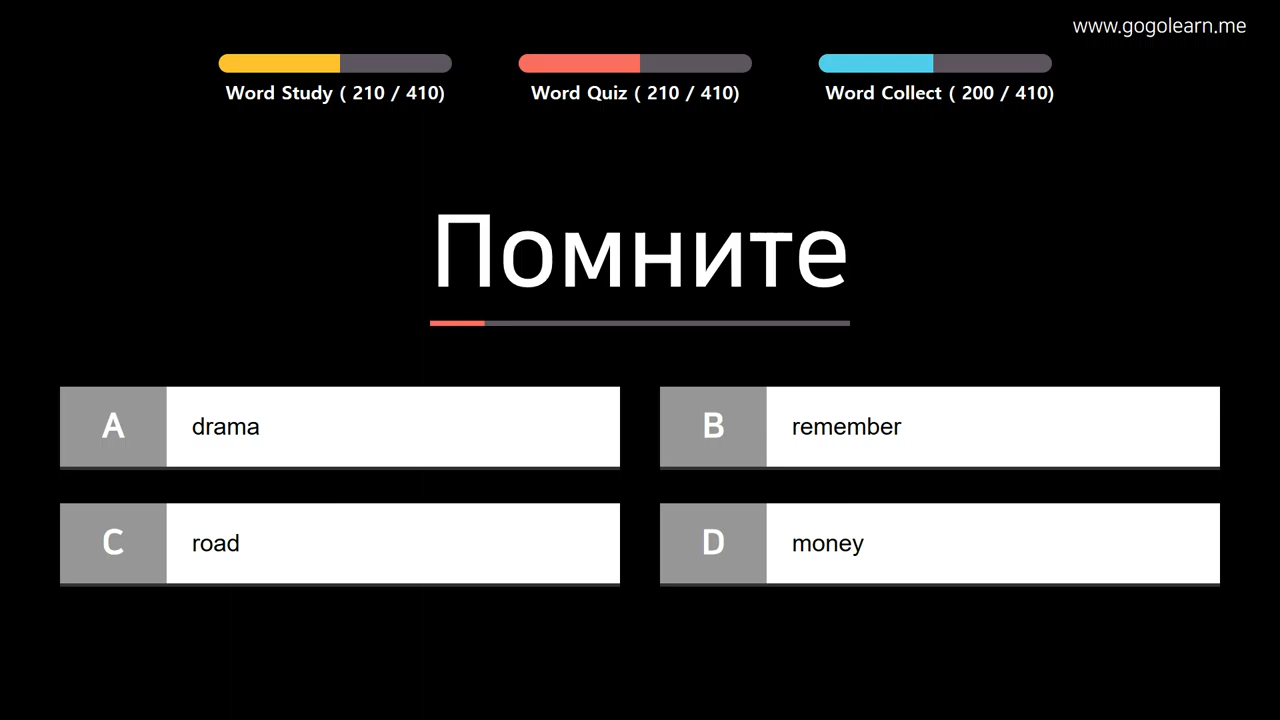 www.gogolearn.me
Word Study ( 210 / 410)
Word Quiz ( 210 / 410)
Word Collect ( 200 / 410)
Помните
A drama
B remember
C road
D money